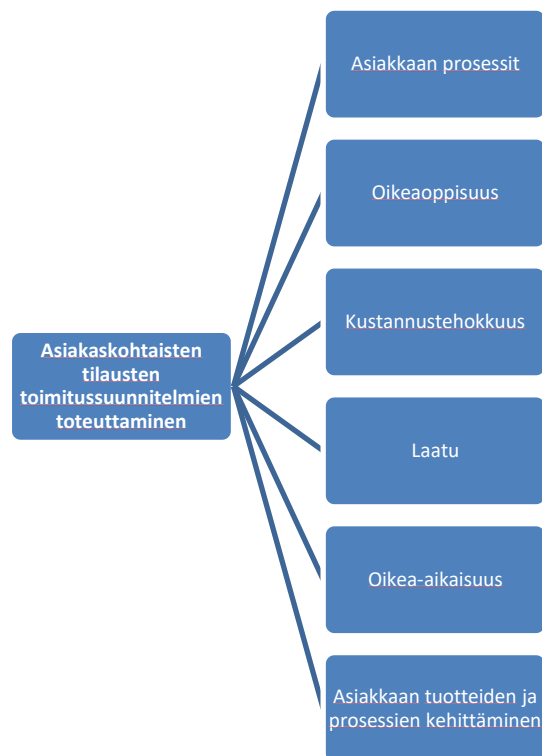 Asiakkaan prosessit
Oikeaoppisuus
Kustannustehokkuus
Asiakaskohtaisten
tilausten
toimitussuunnitelmien
toteuttaminen
Laatu
Oikea-aikaisuus
Asiakkaan tuotteiden ja
prosessien kehittäminen